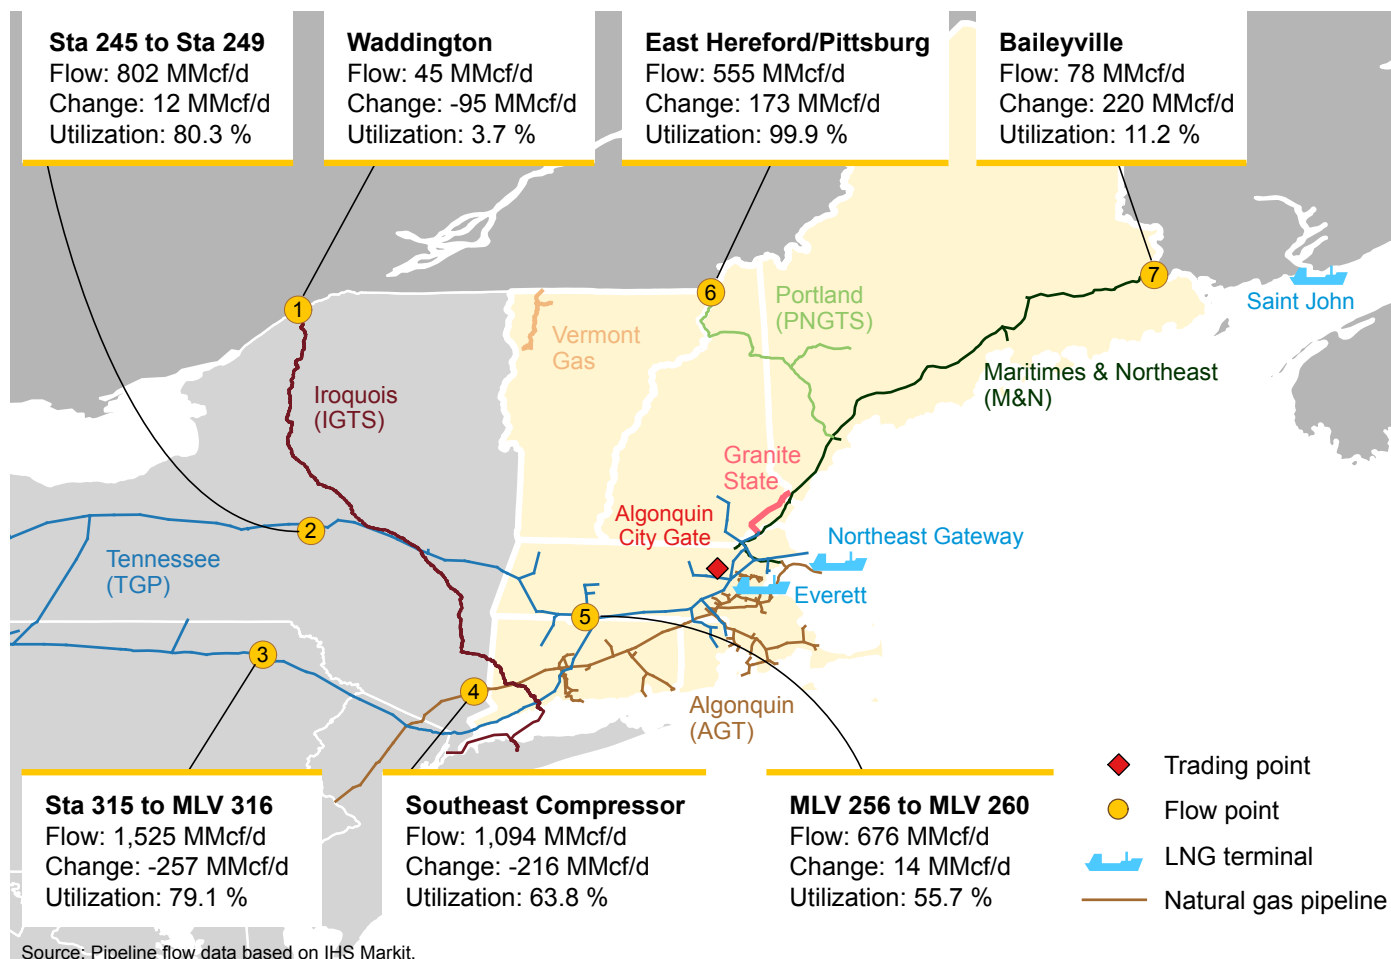 Sta 245 to Sta 249
Flow: 802 MMcf/d
Change: 12 MMcf/d
Utilization: 80.3 %
Waddington
Flow: 45 MMcf/d
Change: -95 MMcf/d
Utilization: 3.7 %
East Hereford/Pittsburg
Flow: 555 MMcf/d
Change: 173 MMcf/d
Utilization: 99.9 %
Baileyville
Flow: 78 MMcf/d
Change: 220 MMcf/d
Utilization: 11.2 %
1
6
7
Saint John
Portland
(PNGTS)
Vermont
Gas
Maritimes & Northeast
(M&N)
Iroquois
(IGTS)
Granite
State
Algonquin
City Gate
2
Northeast Gateway
Tennessee
(TGP)
Everett
5
3
4
Algonquin
(AGT)
Sta 315 to MLV 316
Flow: 1,525 MMcf/d
Change: -257 MMcf/d
Utilization: 79.1 %
Southeast Compressor
Flow: 1,094 MMcf/d
Change: -216 MMcf/d
Utilization: 63.8 %
MLV 256 to MLV 260
Flow: 676 MMcf/d
Change: 14 MMcf/d
Utilization: 55.7 %
Trading point
Flow point
LNG terminal
Natural gas pipeline
Source: Pipeline flow data based on IHS Markit.